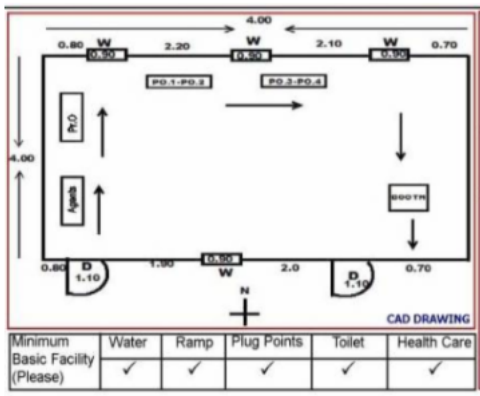 4.00
0.80 W 2.20 W 2.10 W 0.70
0.90 0.90 0.90
PO.1-PO.2 PO.3-PO.4
Pr.O
4.00
Agents
BOOTH
0.80 D 1.90 0.90 2.0 D 0.70
1.10 W 1.10
N
CAD DRAWING
Minimum Basic Facility (Please) Water Ramp Plug Points Toilet Health Care
✓ ✓ ✓ ✓ ✓